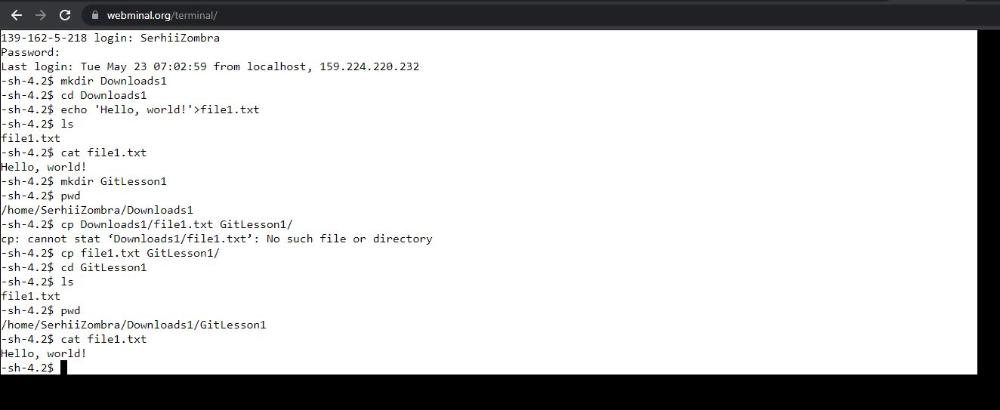 webminal.org/terminal/
139-162-5-218 login: SerhiiZombra
Password:
Last login: Tue May 23 07:02:59 from localhost, 159.224.220.232
-sh-4.2$ mkdir Downloads1
-sh-4.2$ cd Downloads1
-sh-4.2$ echo 'Hello, world!'>file1.txt
-sh-4.2$ ls
file1.txt
-sh-4.2$ cat file1.txt
Hello, world!
-sh-4.2$ mkdir GitLesson1
-sh-4.2$ pwd
/home/SerhiiZombra/Downloads1
-sh-4.2$ cp Downloads1/file1.txt GitLesson1/
cp: cannot stat ‘Downloads1/file1.txt’: No such file or directory
-sh-4.2$ cp file1.txt GitLesson1/
-sh-4.2$ cd GitLesson1
-sh-4.2$ ls
file1.txt
-sh-4.2$ pwd
/home/SerhiiZombra/Downloads1/GitLesson1
-sh-4.2$ cat file1.txt
Hello, world!
-sh-4.2$